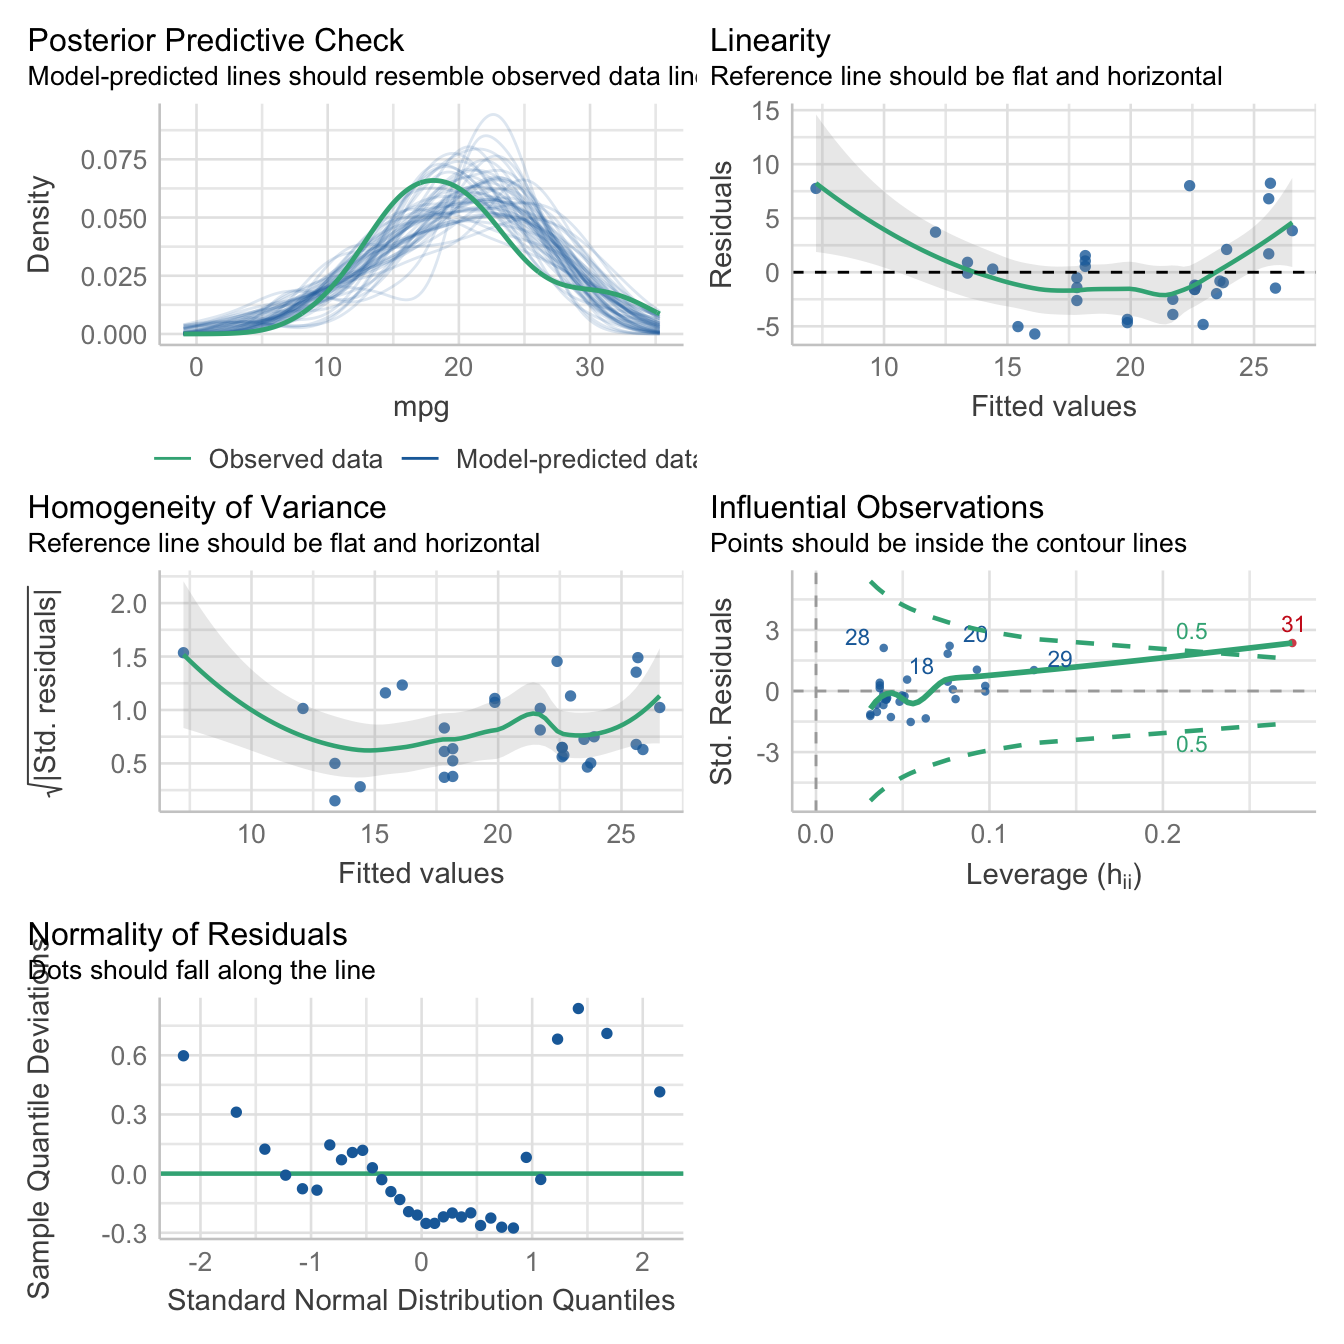 Posterior Predictive Check
Model-predicted lines should resemble observed data line
Density
0.075
0.050
0.025
0.000
0 10 20 30
mpg
Observed data Model-predicted data
Linearity
Reference line should be flat and horizontal
Residuals
15
10
5
0
-5
10 15 20 25
Fitted values
Homogeneity of Variance
Reference line should be flat and horizontal
√|Std. residuals|
2.0
1.5
1.0
0.5
10 15 20 25
Fitted values
Influential Observations
Points should be inside the contour lines
Std. Residuals
3
0
-3
28
18
20
29
0.5
31
0.5
0.0 0.1 0.2
Leverage (hii)
Normality of Residuals
Dots should fall along the line
Sample Quantile Deviations
0.6
0.3
0.0
-0.3
-2 -1 0 1 2
Standard Normal Distribution Quantiles